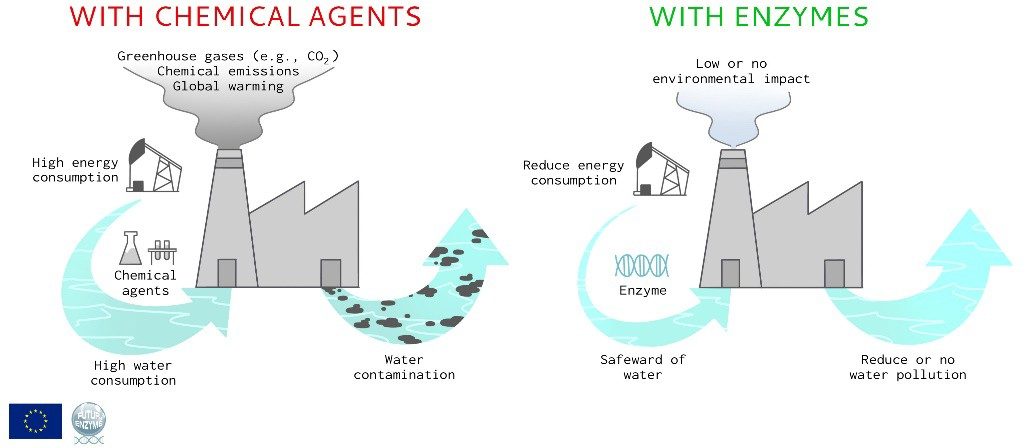 WITH CHEMICAL AGENTS
Greenhouse gases (e.g., CO₂)
Chemical emissions
Global warming
High energy
consumption
Chemical
agents
High water
consumption
Water
contamination
WITH ENZYMES
Low or no
environmental impact
Reduce energy
consumption
Enzyme
Safeward of
water
Reduce or no
water pollution
FUTUR
ENZYME